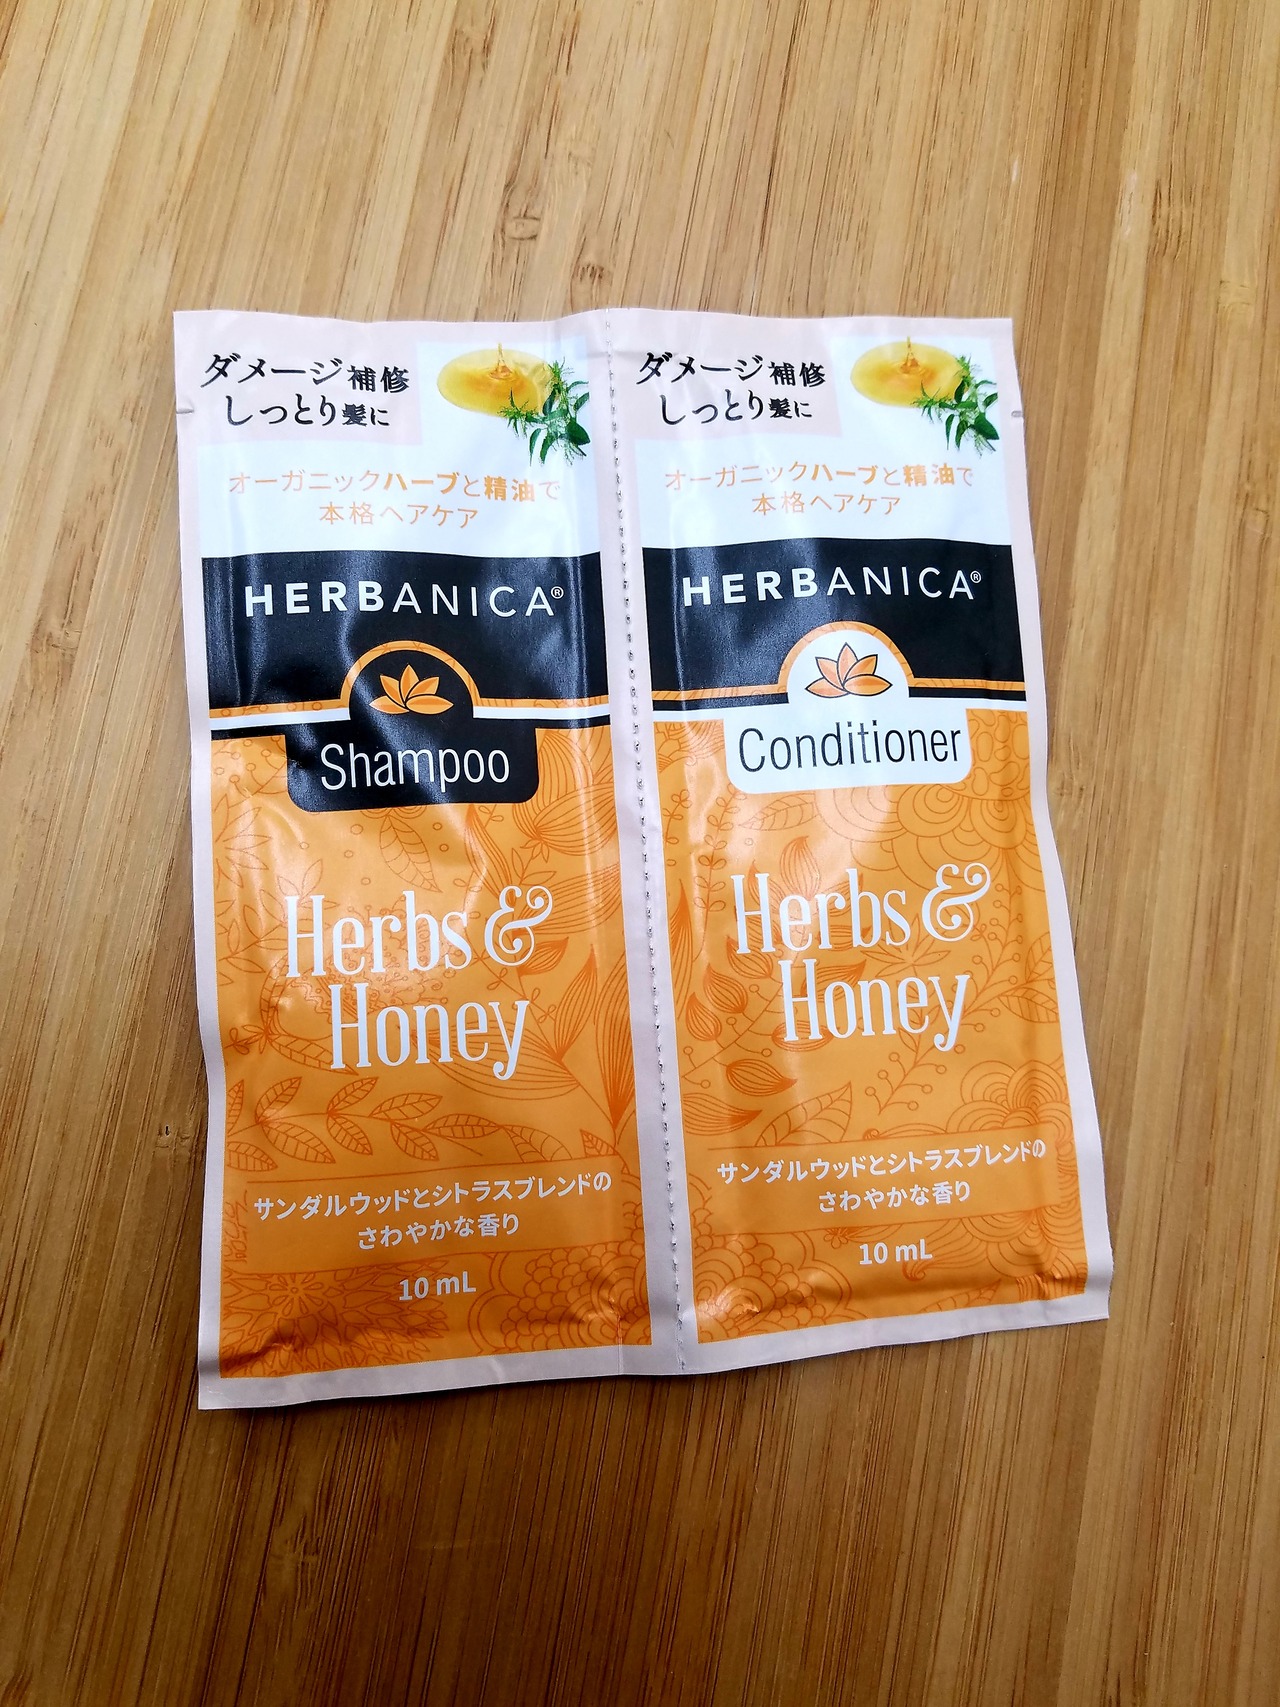 ダメージ補修
しっとり髪に
オーガニックハーブと精油で
本格ヘアケア
HERBANICA®
Shampoo
Herbs &
Honey
サンダルウッドとシトラスブレンドの
さわやかな香り
10 mL
ダメージ補修
しっとり髪に
オーガニックハーブと精油で
本格ヘアケア
HERBANICA®
Conditioner
Herbs &
Honey
サンダルウッドとシトラスブレンドの
さわやかな香り
10 mL